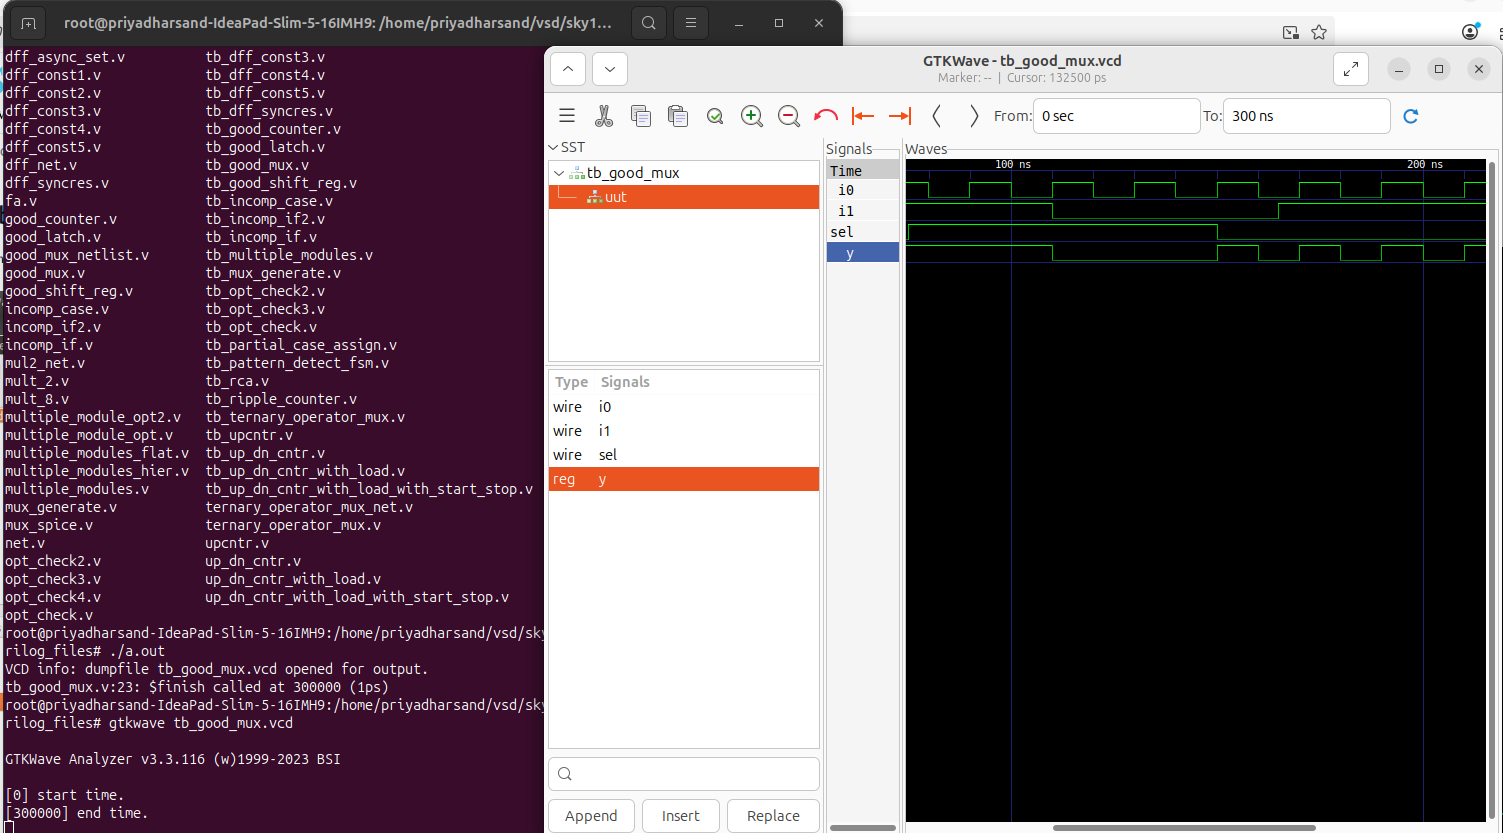 root@priyadharsand-IdeaPad-Slim-5-16IMH9: /home/priyadharsand/vsd/sky1...
dff_async_set.v tb_dff_const3.v
dff_const1.v tb_dff_const4.v
dff_const2.v tb_dff_const5.v
dff_const3.v tb_dff_syncres.v
dff_const4.v tb_good_counter.v
dff_const5.v tb_good_latch.v
dff_net.v tb_good_mux.v
dff_syncres.v tb_good_shift_reg.v
fa.v tb_incomp_case.v
good_counter.v tb_incomp_if2.v
good_latch.v tb_incomp_if.v
good_mux_netlist.v tb_multiple_modules.v
good_mux.v tb_mux_generate.v
good_shift_reg.v tb_opt_check2.v
incomp_case.v tb_opt_check3.v
incomp_if2.v tb_opt_check.v
incomp_if.v tb_partial_case_assign.v
mul2_net.v tb_pattern_detect_fsm.v
mult_2.v tb_rca.v
mult_8.v tb_ripple_counter.v
multiple_module_opt2.v tb_ternary_operator_mux.v
multiple_module_opt.v tb_upcntr.v
multiple_modules_flat.v tb_up_dn_cntr.v
multiple_modules_hier.v tb_up_dn_cntr_with_load.v
multiple_modules.v tb_up_dn_cntr_with_load_with_start_stop.v
mux_generate.v ternary_operator_mux_net.v
mux_spice.v ternary_operator_mux.v
net.v upcntr.v
opt_check2.v up_dn_cntr.v
opt_check3.v up_dn_cntr_with_load.v
opt_check4.v up_dn_cntr_with_load_with_start_stop.v
opt_check.v
root@priyadharsand-IdeaPad-Slim-5-16IMH9:/home/priyadharsand/vsd/sky
rilog_files# ./a.out
VCD info: dumpfile tb_good_mux.vcd opened for output.
tb_good_mux.v:23: $finish called at 300000 (1ps)
root@priyadharsand-IdeaPad-Slim-5-16IMH9:/home/priyadharsand/vsd/sky
rilog_files# gtkwave tb_good_mux.vcd
GTKWave Analyzer v3.3.116 (w)1999-2023 BSI
[0] start time.
[300000] end time.
GTKWave - tb_good_mux.vcd
Marker: -- | Cursor: 132500 ps
From: 0 sec To: 300 ns
SST
tb_good_mux
uut
Type Signals
wire i0
wire i1
wire sel
reg y
Append Insert Replace
Signals
Time
i0
i1
sel
y
Waves
100 ns 200 ns